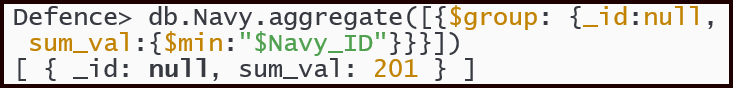 Defence> db.Navy.aggregate([{$group: {_id:null,
sum_val:{$min:"$Navy_ID"}}}])
[ { _id: null, sum_val: 201 } ]